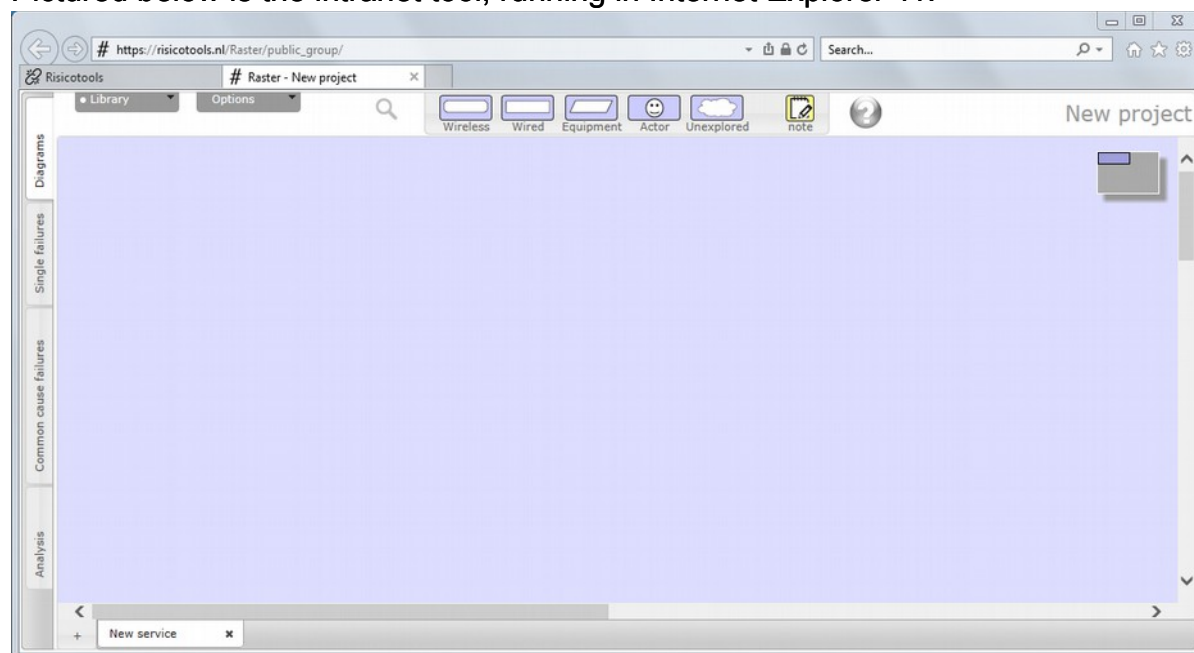 Pictured below is the intranet tool, running in Internet Explorer 11.
# https://risicotools.nl/Raster/public_group/
Search...
Risicotools
# Raster - New project
• Library
Options
Wireless
Wired
Equipment
Actor
Unexplored
note
?
New project
Diagrams
Single failures
Common cause failures
Analysis
+
New service